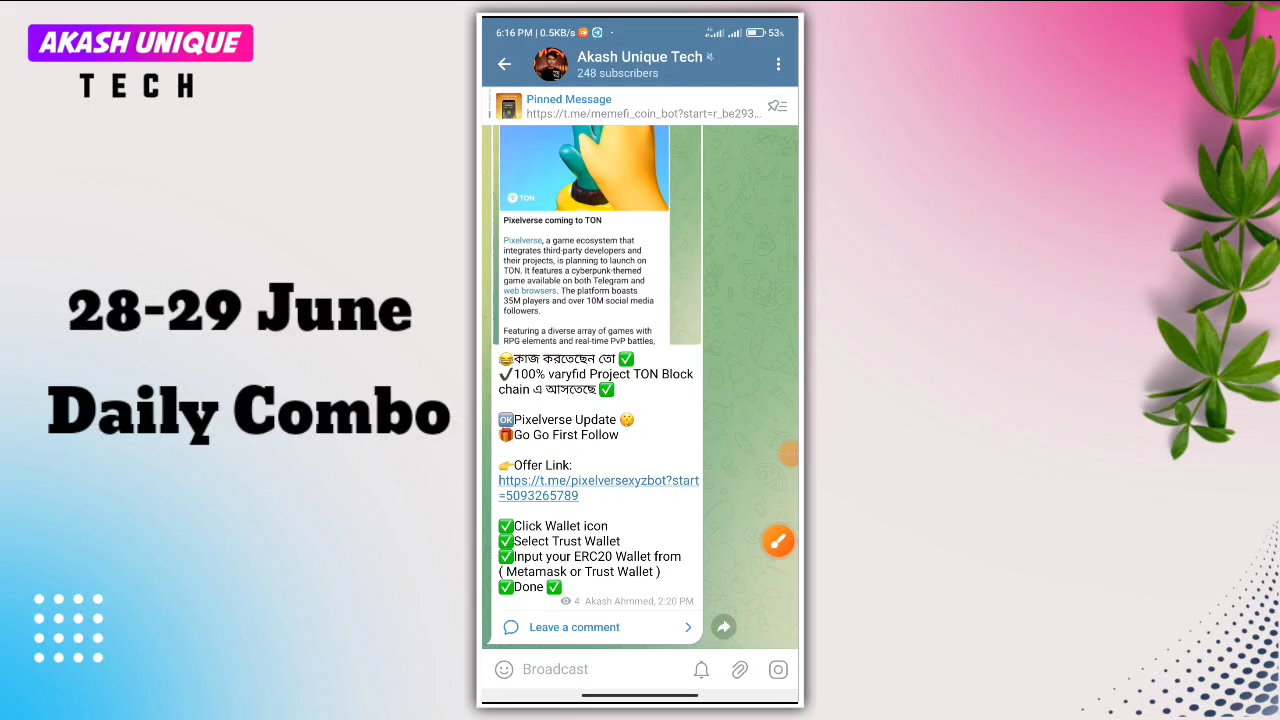 AKASH UNIQUE
TECH
28-29 June
Daily Combo
6:16 PM | 0.5KB/s
53%
Akash Unique Tech
248 subscribers
Pinned Message
https://t.me/memefi_coin_bot?start=r_be293...
TON
Pixelverse coming to TON
Pixelverse, a game ecosystem that
integrates third-party developers and
their projects, is planning to launch on
TON. It features a cyberpunk-themed
game available on both Telegram and
web browsers. The platform boasts
35M players and over 10M social media
followers.
Featuring a diverse array of games with
RPG elements and real-time PvP battles,
😂কাজ করতেছেন তো ✅
✔️100% varyfid Project TON Block
chain এ আসতেছে ✅
🆗Pixelverse Update 🤫
🎁Go Go First Follow
👉Offer Link:
https://t.me/pixelversexyzbot?start
=5093265789
✅Click Wallet icon
✅Select Trust Wallet
✅Input your ERC20 Wallet from
( Metamask or Trust Wallet )
✅Done ✅
4 Akash Ahmmed, 2:20 PM
Leave a comment
Broadcast